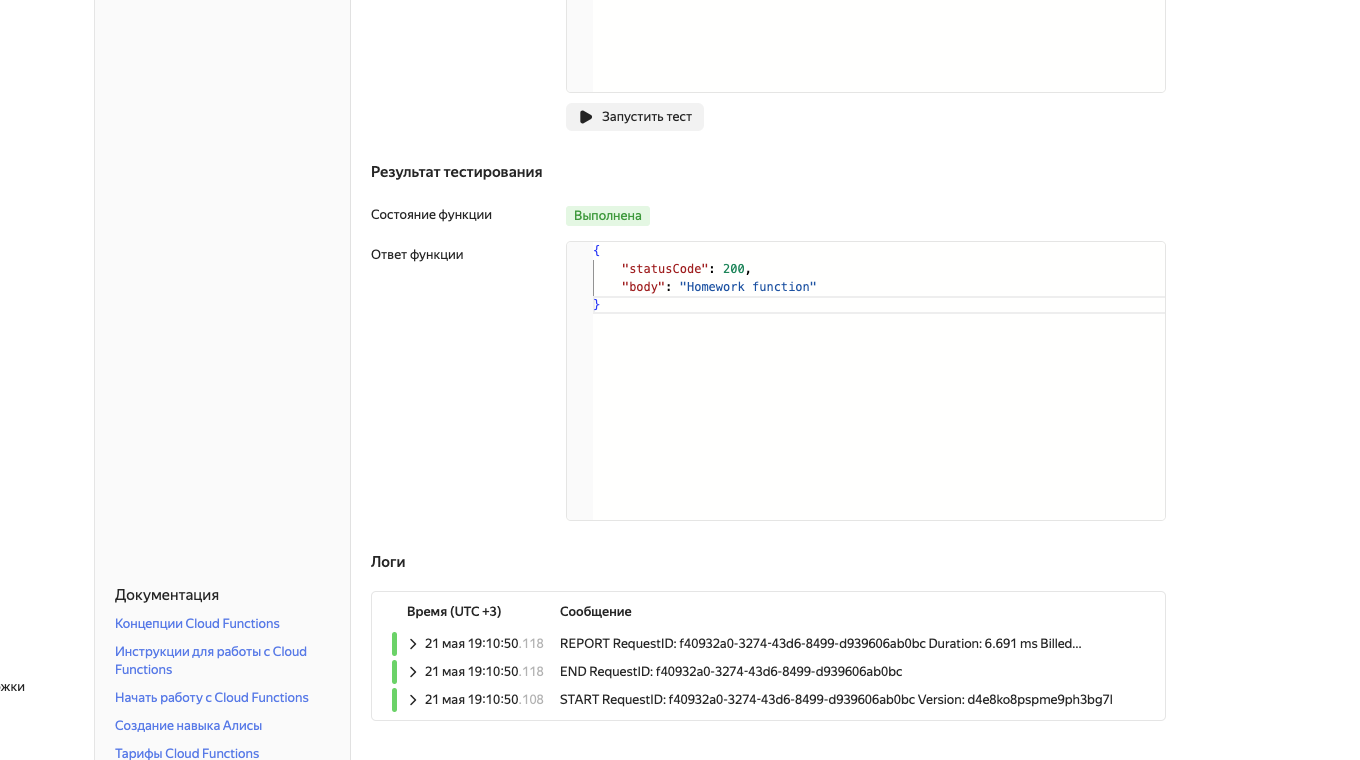 Запустить тест
Результат тестирования
Состояние функции Выполнена
Ответ функции
{
"statusCode": 200,
"body": "Homework function"
}
Логи
Время (UTC +3) Сообщение
21 мая 19:10:50.118 REPORT RequestID: f40932a0-3274-43d6-8499-d939606ab0bc Duration: 6.691 ms Billed...
21 мая 19:10:50.118 END RequestID: f40932a0-3274-43d6-8499-d939606ab0bc
21 мая 19:10:50.108 START RequestID: f40932a0-3274-43d6-8499-d939606ab0bc Version: d4e8ko8pspme9ph3bg7l
Документация
Концепции Cloud Functions
Инструкции для работы с Cloud
Functions
Начать работу с Cloud Functions
Создание навыка Алисы
Тарифы Cloud Functions